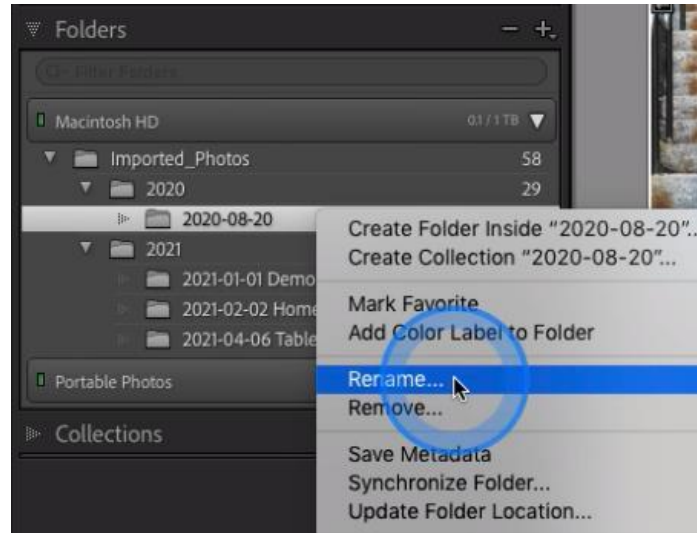 Folders
Filter Folders
Macintosh HD 0.1 / 1 TB
Imported_Photos 58
2020 29
2020-08-20
2021
2021-01-01 Demo
2021-02-02 Home
2021-04-06 Table
Portable Photos
Collections
Create Folder Inside "2020-08-20"...
Create Collection "2020-08-20"...
Mark Favorite
Add Color Label to Folder
Rename...
Remove...
Save Metadata
Synchronize Folder...
Update Folder Location...